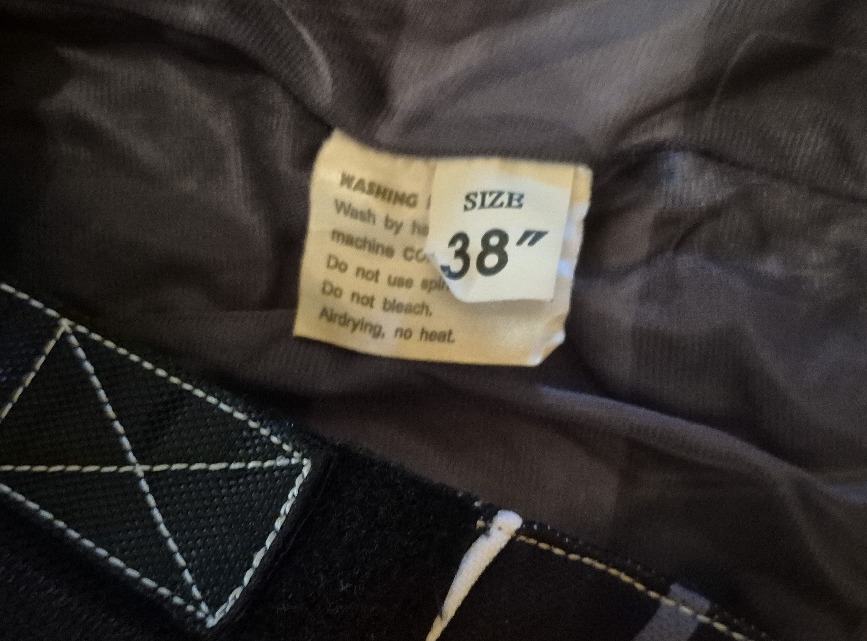 WASHING
SIZE
38"
Wash by
machine
Do not use
Do not bleach.
Airdrying, no heat.